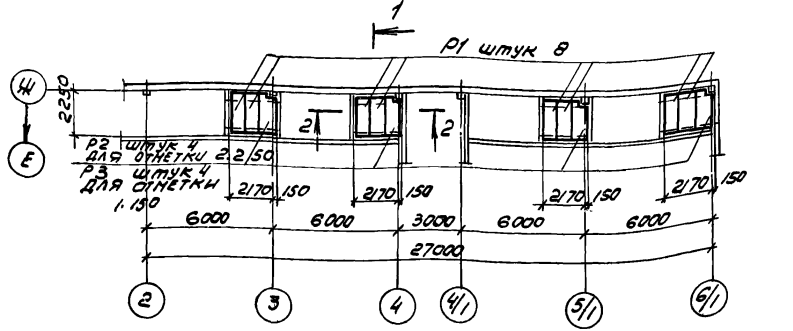 1
Р1 штук 8
Ж
2250
Е
2
2
Р2 штук 4
для отметки 2.2150
Р3 штук 4
для отметки
1.150
2170 150
2170 150
2170 150
2170 150
6000 6000 3000 6000 6000
27000
2 3 4 4/1 5/1 6/1